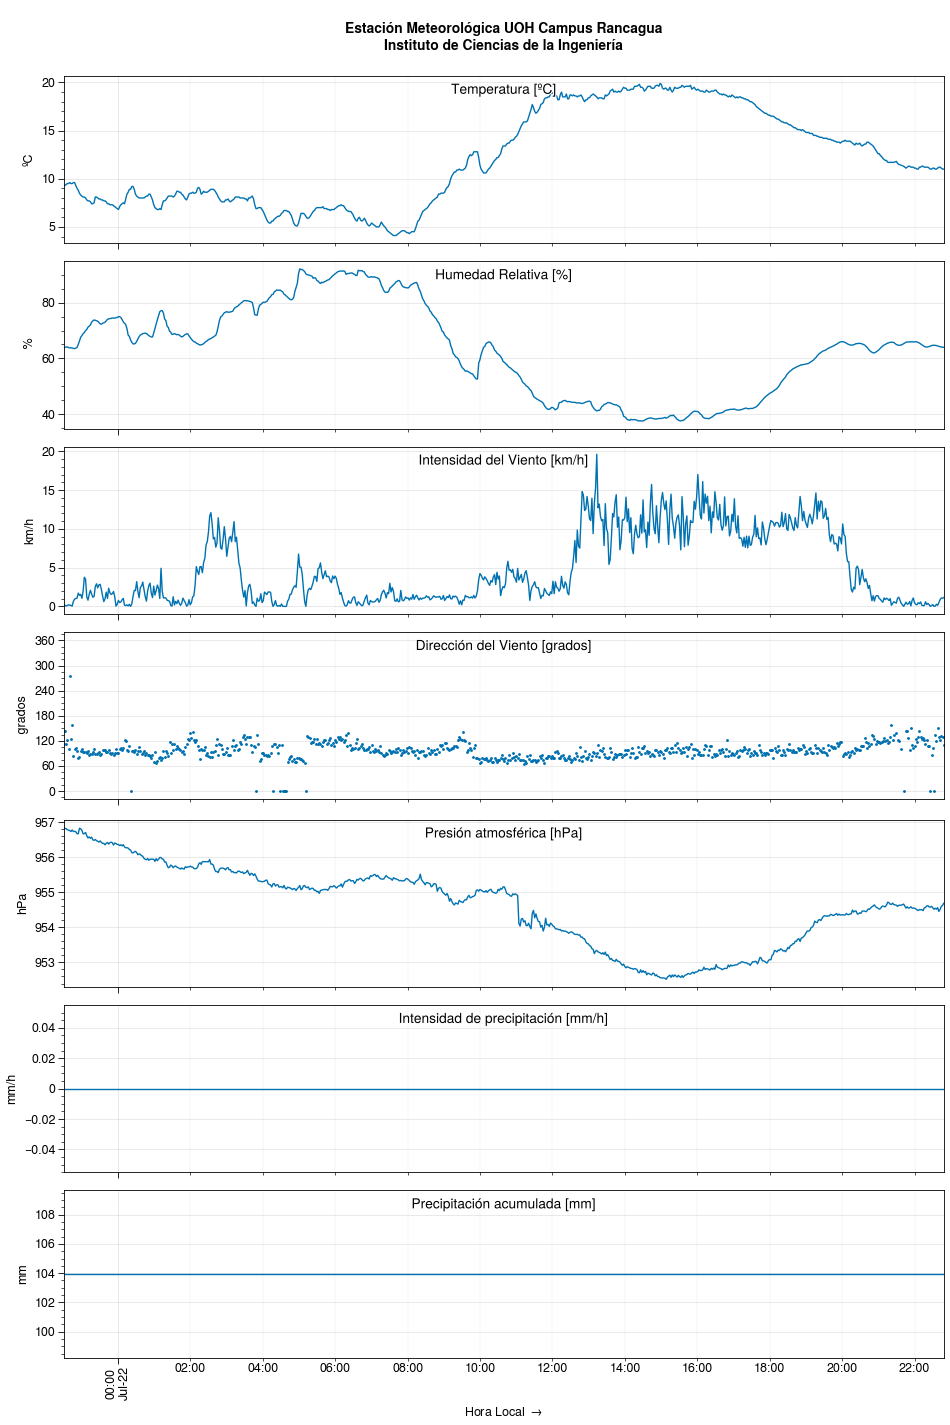 Estación Meteorológica UOH Campus Rancagua
Instituto de Ciencias de la Ingeniería
Temperatura [ºC]
20
15
10
5
ºC
Humedad Relativa [%]
80
60
40
%
Intensidad del Viento [km/h]
20
15
10
5
0
km/h
Dirección del Viento [grados]
360
300
240
180
120
60
0
grados
Presión atmosférica [hPa]
957
956
955
954
953
hPa
Intensidad de precipitación [mm/h]
0.04
0.02
0
−0.02
−0.04
mm/h
Precipitación acumulada [mm]
108
106
104
102
100
mm
00:00
Jul-22
02:00 04:00 06:00 08:00 10:00 12:00 14:00 16:00 18:00 20:00 22:00
Hora Local →